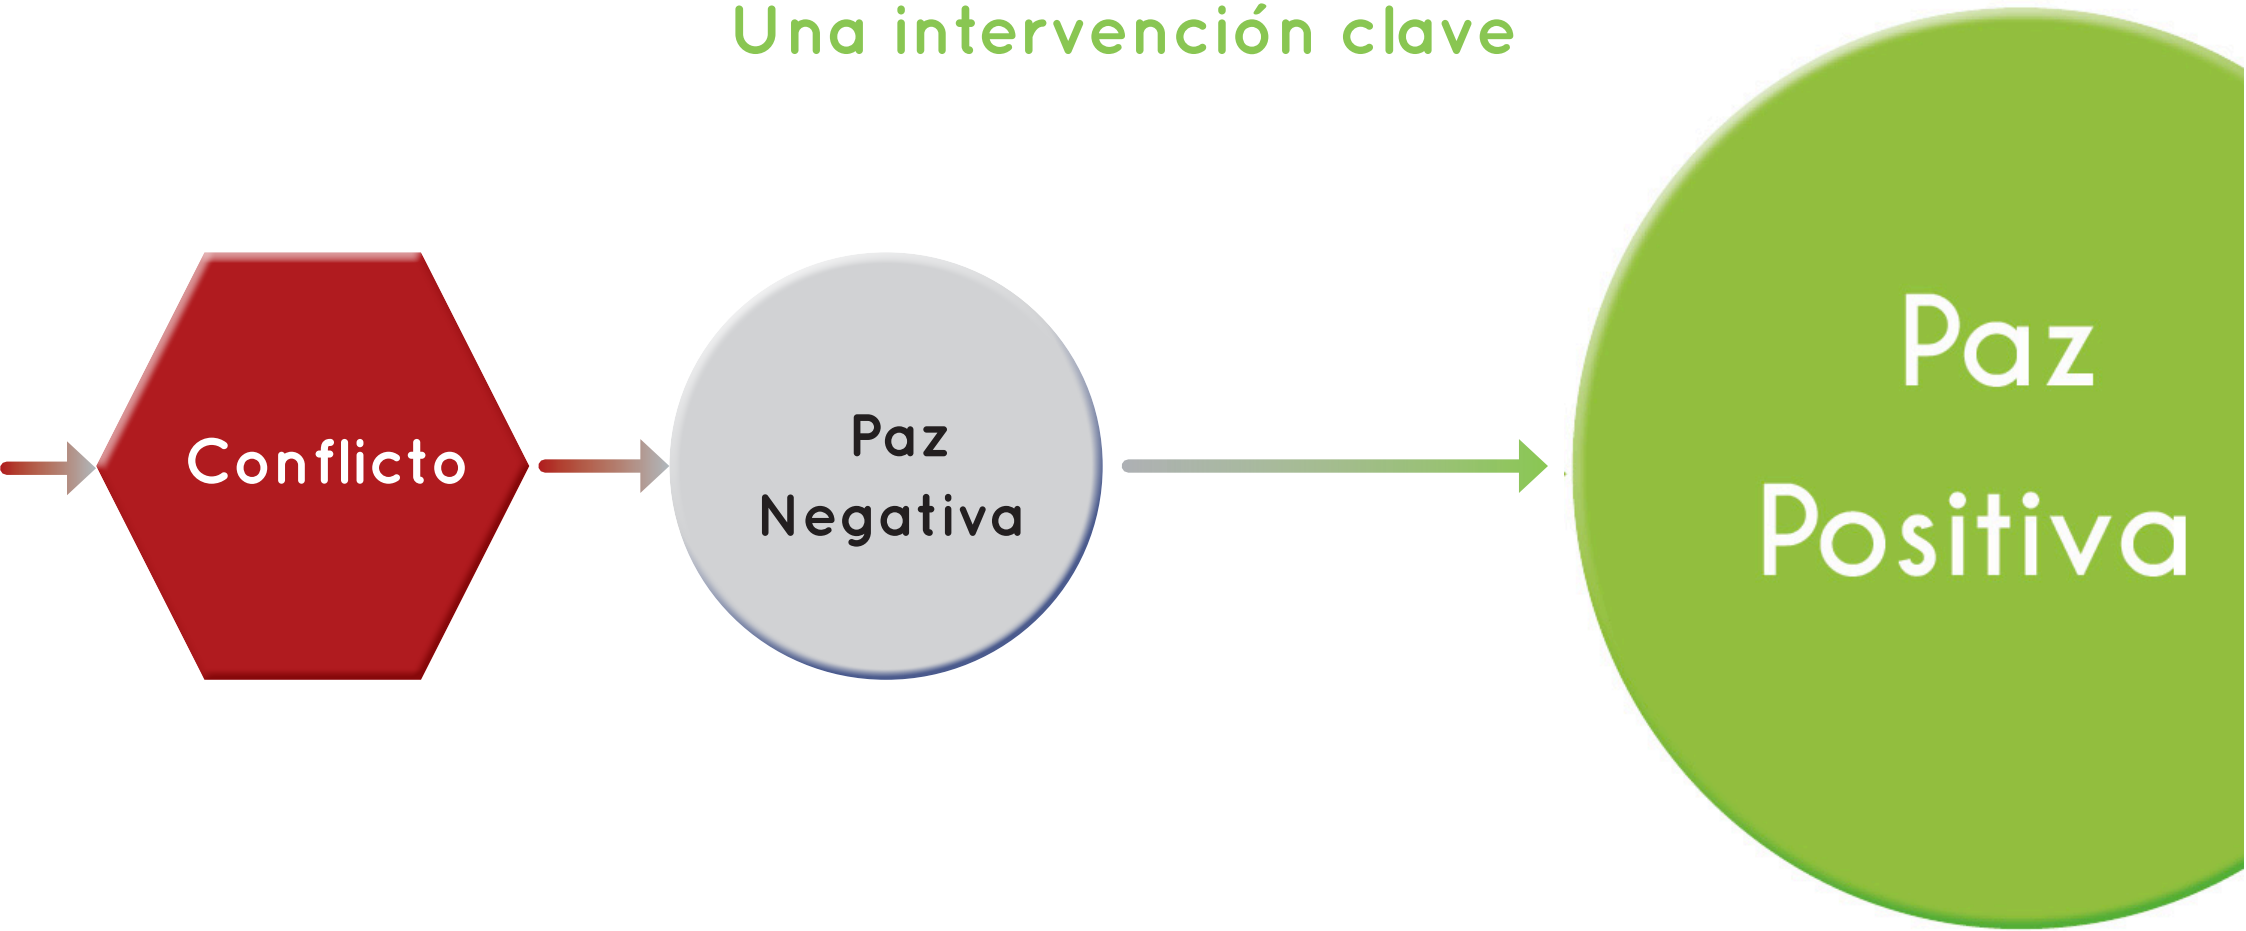 Una intervención clave
Conflicto
Paz
Negativa
Paz
Positiva